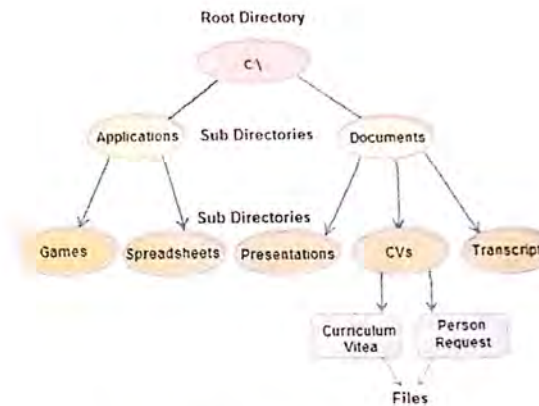 Root Directory
C:\
Applications
Sub Directories
Documents
Sub Directories
Games
Spreadsheets
Presentations
CVs
Transcript
Curriculum
Vitea
Person
Request
Files